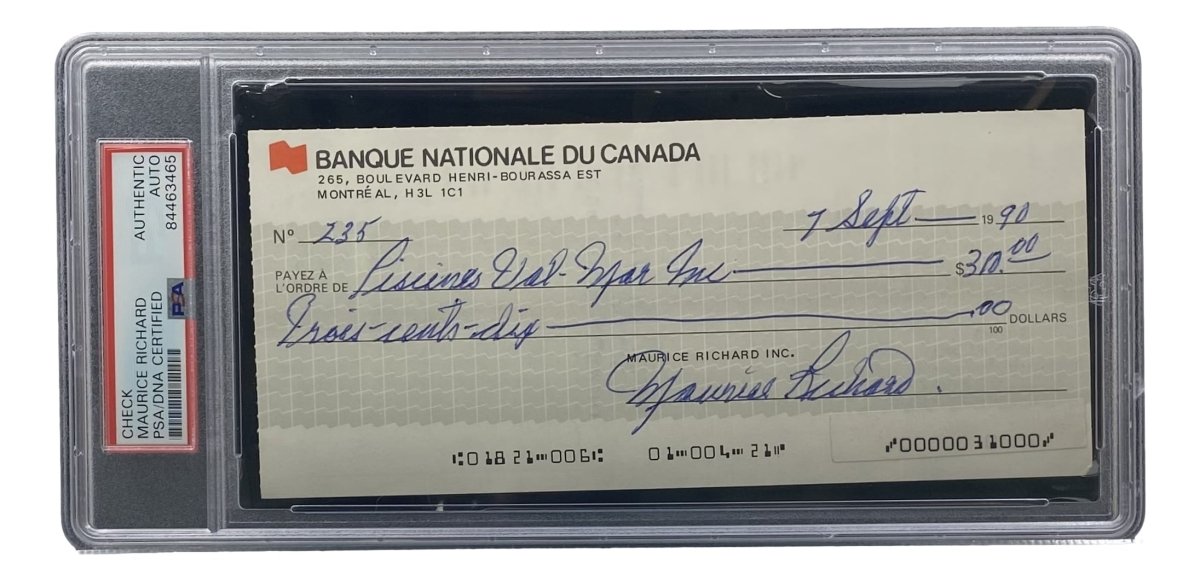 CHECK
MAURICE RICHARD
PSA/DNA CERTIFIED
AUTHENTIC
AUTO
84463465
PSA
BANQUE NATIONALE DU CANADA
265, BOULEVARD HENRI-BOURASSA EST
MONTRÉAL, H3L 1C1
7 Sept 19 90
Nº 235
PAYEZ À
L'ORDRE DE Piscines Val-Mar Inc $310.00
Trois-cents-dix .00/100 DOLLARS
MAURICE RICHARD INC.
Maurice Richard
⑆01821⑉006⑆ 01⑉004⑉21⑈ ⑇0000031000⑇